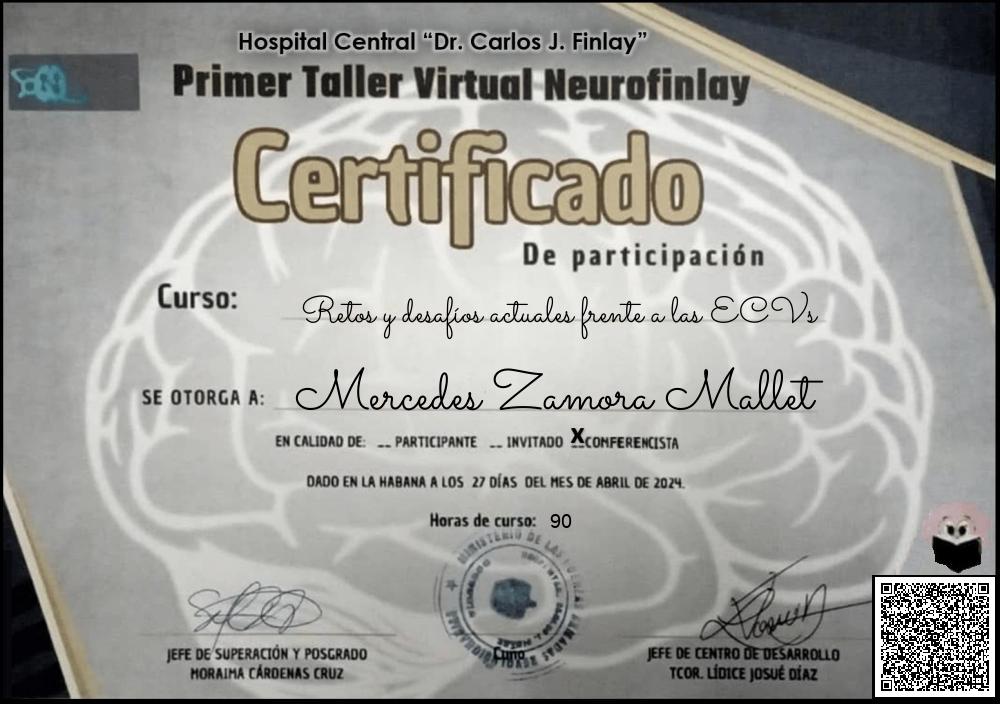 Hospital Central “Dr. Carlos J. Finlay”
Primer Taller Virtual Neurofinlay
Certificado
De participación
Curso: Retos y desafíos actuales frente a las ECVs
SE OTORGA A: Mercedes Zamora Mallet
EN CALIDAD DE: __ PARTICIPANTE __ INVITADO X CONFERENCISTA
DADO EN LA HABANA A LOS 27 DÍAS DEL MES DE ABRIL DE 2024.
Horas de curso: 90
MINISTERIO DE LAS
JEFE DE SUPERACIÓN Y POSGRADO
MORAIMA CÁRDENAS CRUZ
JEFE DE CENTRO DE DESARROLLO
TCOR. LÍDICE JOSUÉ DÍAZ